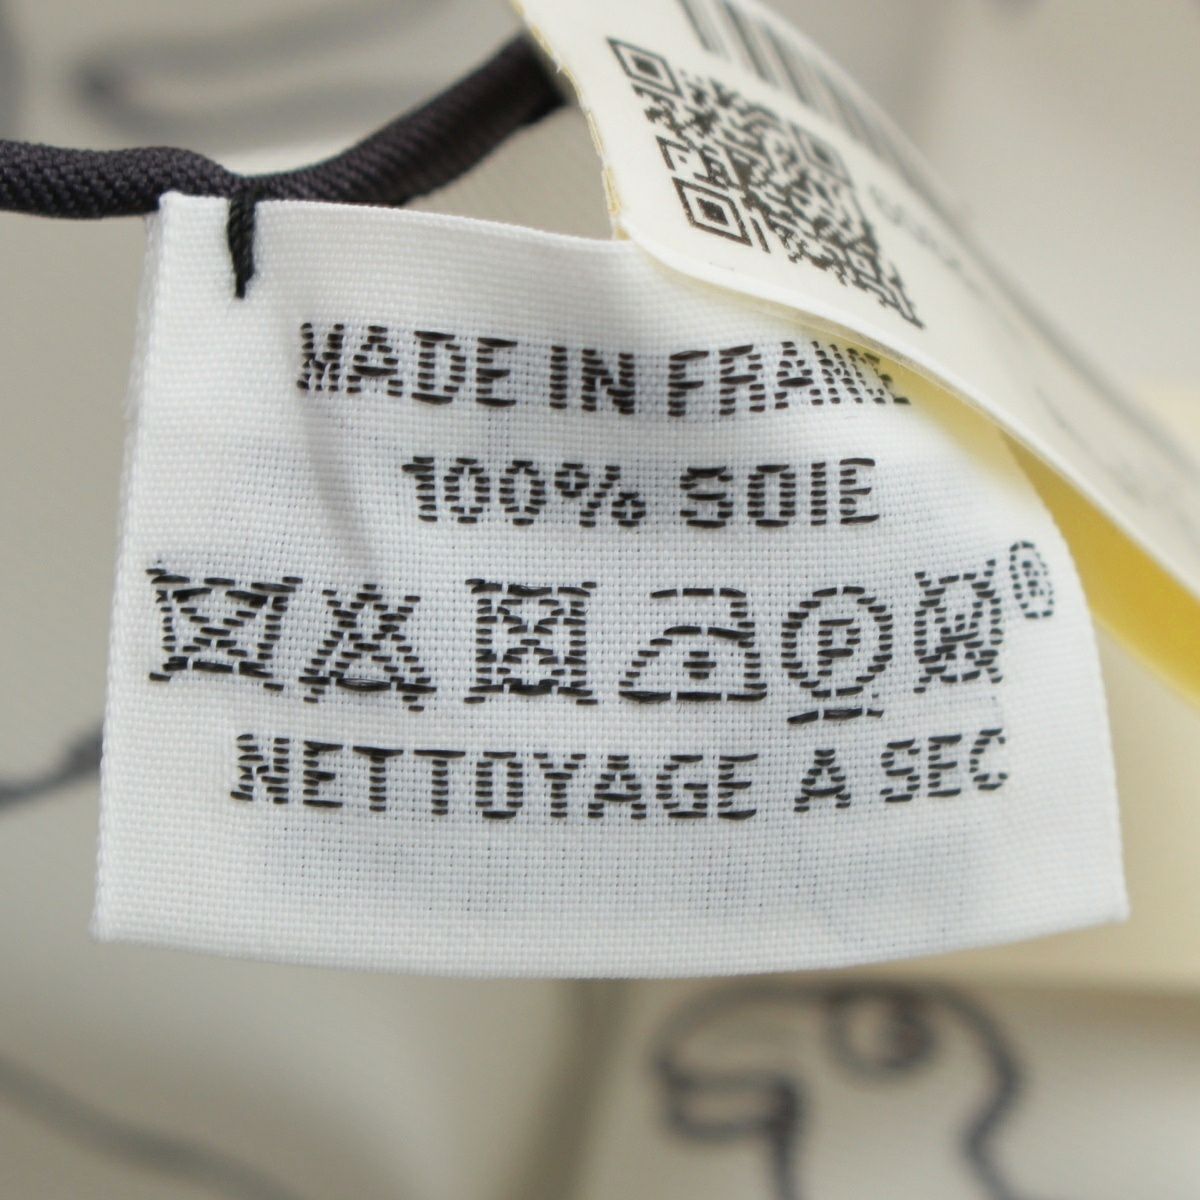 MADE IN FRANCE
100% SOIE
NETTOYAGE A SEC